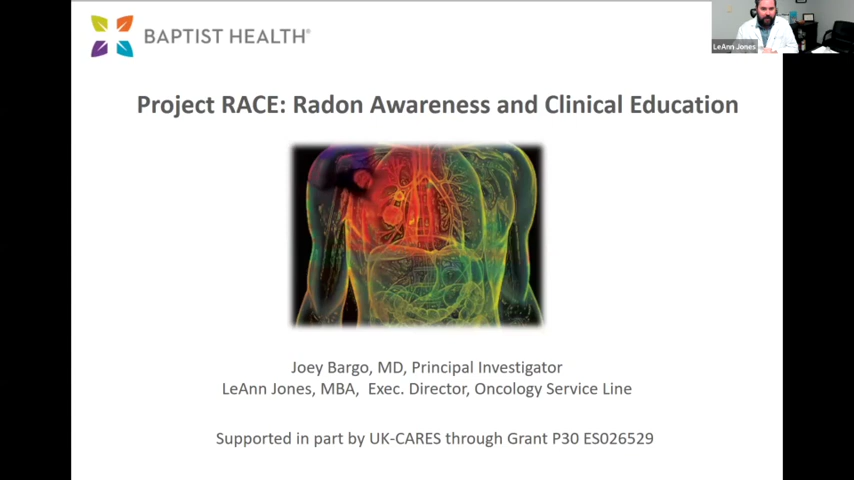 BAPTIST HEALTH®
LeAnn Jones
Project RACE: Radon Awareness and Clinical Education
Joey Bargo, MD, Principal Investigator
LeAnn Jones, MBA, Exec. Director, Oncology Service Line
Supported in part by UK-CARES through Grant P30 ES026529